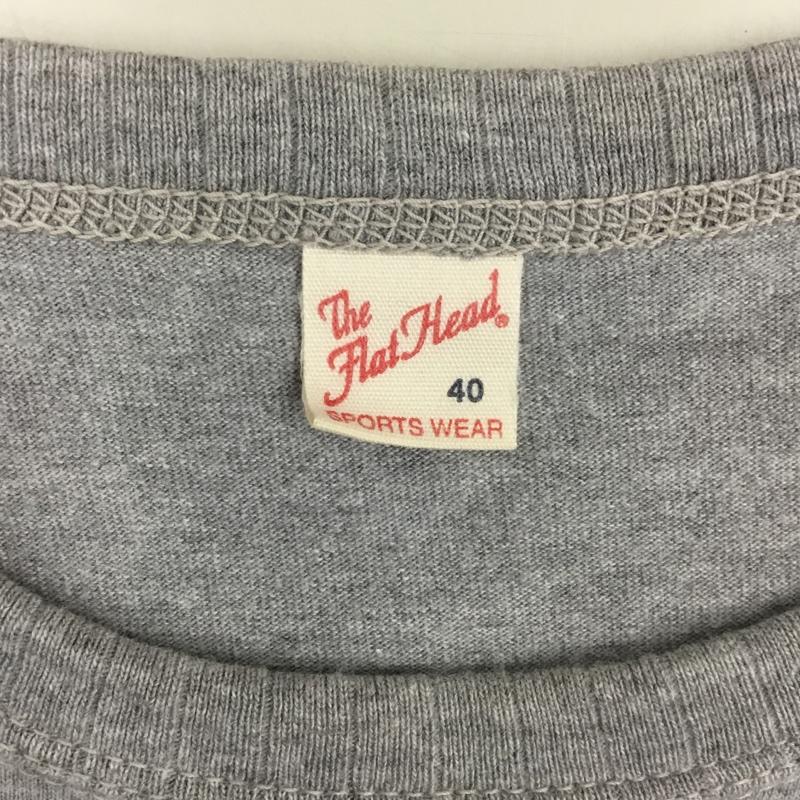 The
Flat Head®
40
SPORTS WEAR